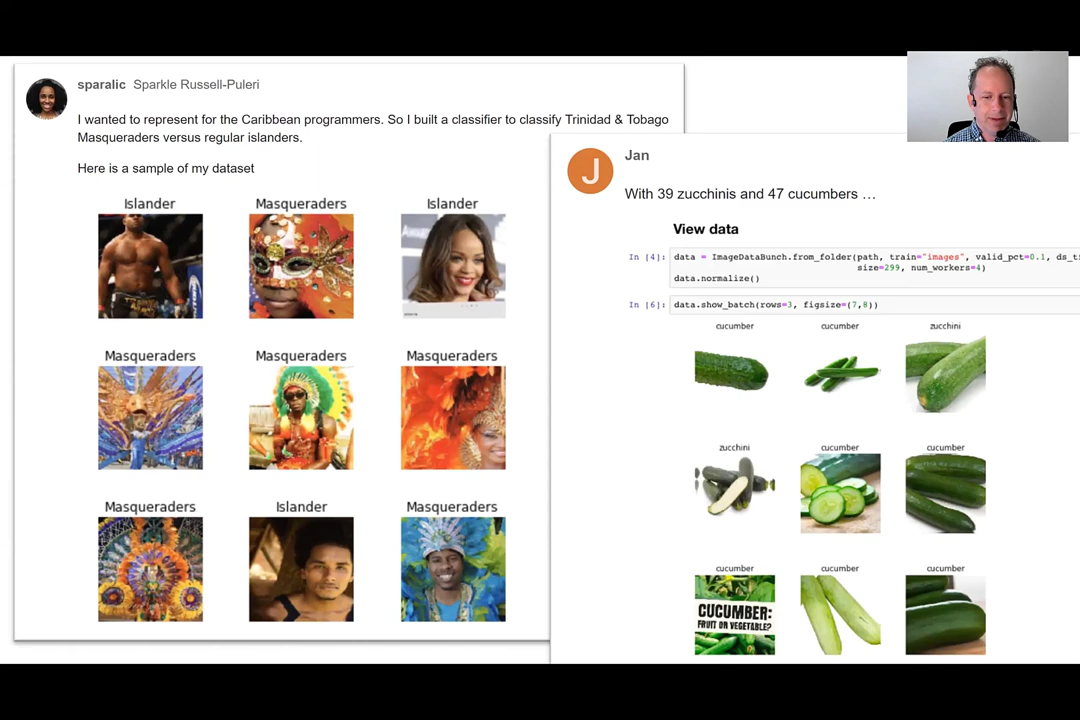 sparalic Sparkle Russell-Puleri
I wanted to represent for the Caribbean programmers. So I built a classifier to classify Trinidad & Tobago
Masqueraders versus regular islanders.
Here is a sample of my dataset
Islander Masqueraders Islander
Masqueraders Masqueraders Masqueraders
Masqueraders Islander Masqueraders
J
Jan
With 39 zucchinis and 47 cucumbers …
View data
In [4]: data = ImageDataBunch.from_folder(path, train="images", valid_pct=0.1, ds_t
size=299, num_workers=4)
data.normalize()
In [6]: data.show_batch(rows=3, figsize=(7,8))
cucumber cucumber zucchini
zucchini cucumber cucumber
cucumber cucumber cucumber
CUCUMBER:
FRUIT OR VEGETABLE?